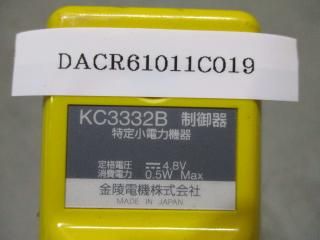 DACR61011C019
KC3332B 制御器
特定小電力機器
定格電圧 ⎓4.8V
消費電力 0.5W Max
金陵電機株式会社
MADE IN JAPAN